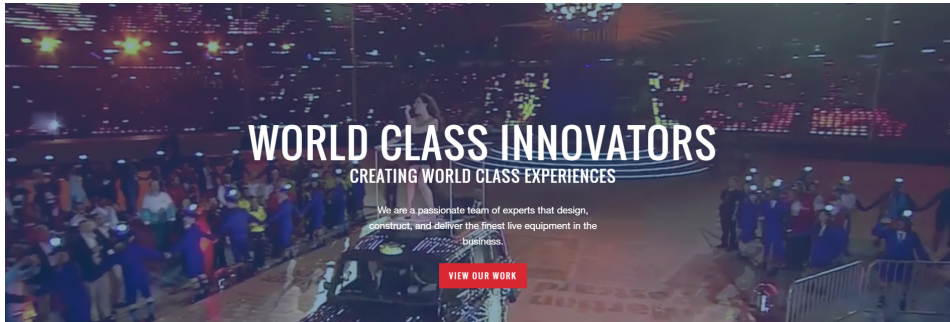 WORLD CLASS INNOVATORS
CREATING WORLD CLASS EXPERIENCES
We are a passionate team of experts that design,
construct, and deliver the finest live equipment in the
business.
VIEW OUR WORK